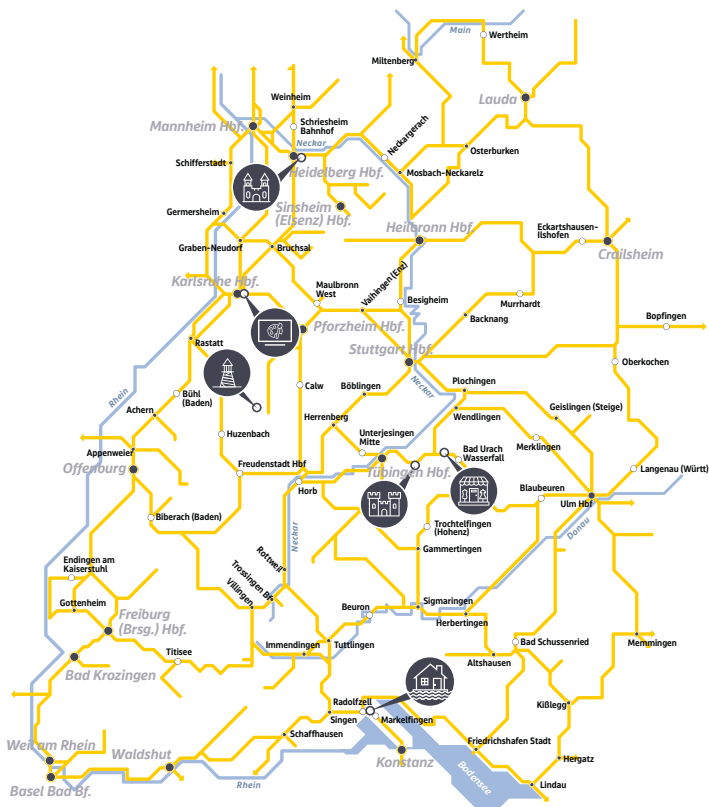 Main
Wertheim
Miltenberg
Weinheim
Lauda
Mannheim Hbf.
Schriesheim
Bahnhof
Neckar
Neckargerach
Osterburken
Schifferstadt
Heidelberg Hbf.
Mosbach-Neckarelz
Sinsheim
(Elsenz) Hbf.
Germersheim
Heilbronn Hbf.
Eckartshausen-
Ilshofen
Graben-Neudorf
Bruchsal
Crailsheim
Karlsruhe Hbf.
Maulbronn
West
Vaihingen (Enz)
Besigheim
Murrhardt
Backnang
Bopfingen
Pforzheim Hbf.
Rastatt
Stuttgart Hbf.
Oberkochen
Rhein
Neckar
Bühl
(Baden)
Calw
Böblingen
Plochingen
Achern
Wendlingen
Geislingen (Steige)
Huzenbach
Herrenberg
Merklingen
Appenweier
Unterjesingen
Mitte
Bad Urach
Wasserfall
Offenburg
Freudenstadt Hbf
Tübingen Hbf.
Langenau (Württ)
Horb
Blaubeuren
Ulm Hbf
Biberach (Baden)
Trochtelfingen
(Hohenz)
Neckar
Donau
Gammertingen
Endingen am
Kaiserstuhl
Rottweil
Trossingen Bf.
Villingen
Gottenheim
Beuron
Sigmaringen
Freiburg
(Brsg.) Hbf.
Herbertingen
Bad Schussenried
Memmingen
Titisee
Immendingen
Tuttlingen
Altshausen
Bad Krozingen
Radolfzell
Singen
Markelfingen
Kißlegg
Schaffhausen
Weil am Rhein
Waldshut
Friedrichshafen Stadt
Konstanz
Hergatz
Basel Bad Bf.
Rhein
Bodensee
Lindau